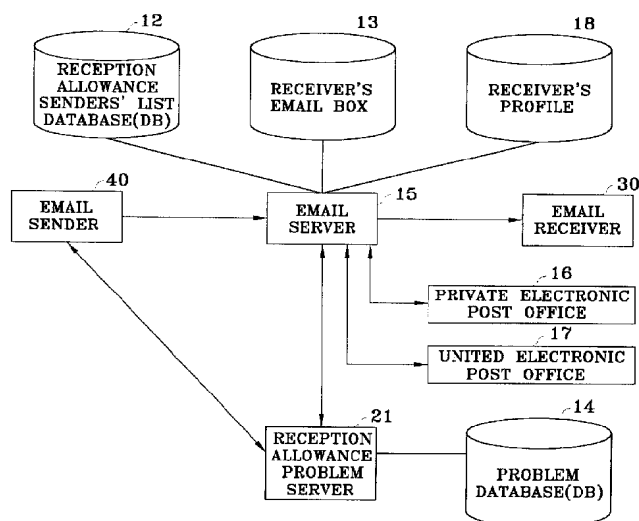 12
RECEPTION
ALLOWANCE
SENDERS' LIST
DATABASE(DB)
13
RECEIVER'S
EMAIL BOX
18
RECEIVER'S
PROFILE
40
EMAIL
SENDER
15
EMAIL
SERVER
30
EMAIL
RECEIVER
16
PRIVATE ELECTRONIC
POST OFFICE
17
UNITED ELECTRONIC
POST OFFICE
21
RECEPTION
ALLOWANCE
PROBLEM
SERVER
14
PROBLEM
DATABASE(DB)